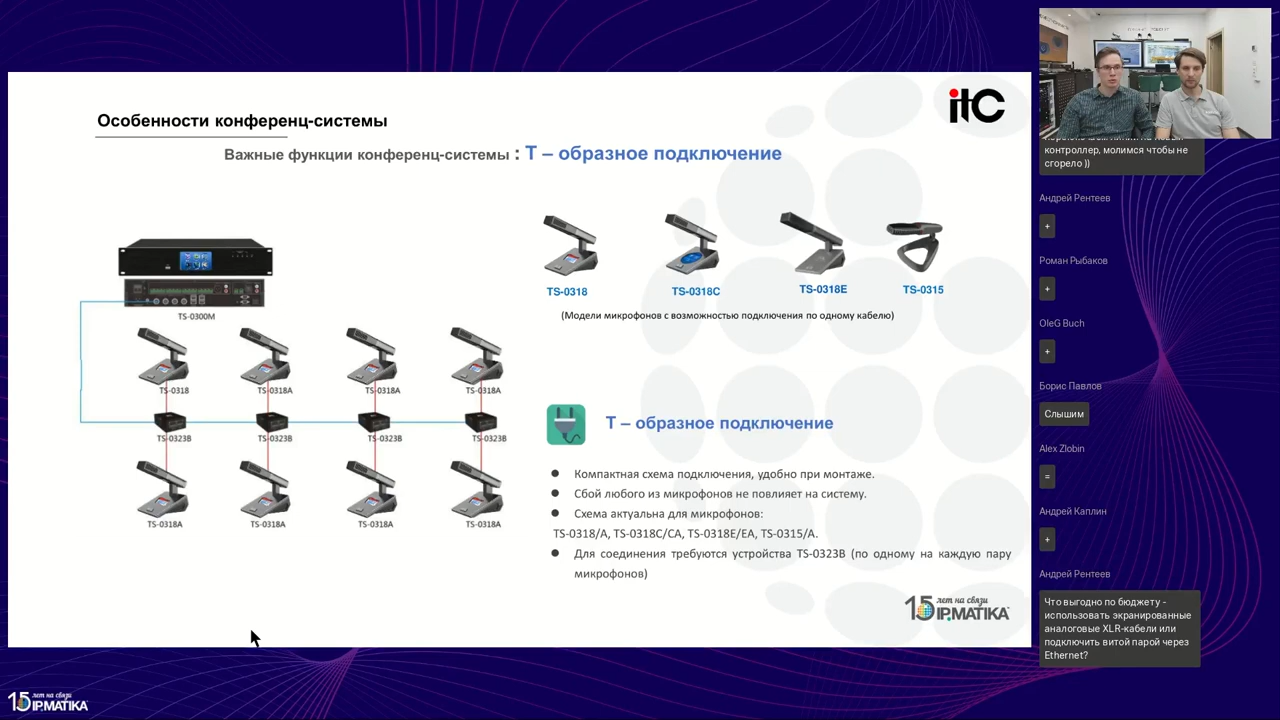 Особенности конференц-системы
Важные функции конференц-системы : Т – образное подключение
itc
TS-0300M
TS-0318
TS-0318A
TS-0318A
TS-0318A
TS-0323B
TS-0323B
TS-0323B
TS-0323B
TS-0318A
TS-0318A
TS-0318A
TS-0318A
TS-0318
TS-0318C
TS-0318E
TS-0315
(Модели микрофонов с возможностью подключения по одному кабелю)
Т – образное подключение
Компактная схема подключения, удобно при монтаже.
Сбой любого из микрофонов не повлияет на систему.
Схема актуальна для микрофонов:
TS-0318/A, TS-0318C/CA, TS-0318E/EA, TS-0315/A.
Для соединения требуются устройства TS-0323B (по одному на каждую пару
микрофонов)
15 лет на связи
IPMATIKA
15 лет на связи
IPMATIKA
контроллер, молимся чтобы не
сгорело ))
Андрей Рентеев
+
Роман Рыбаков
+
OleG Buch
+
Борис Павлов
Слышим
Alex Zlobin
=
Андрей Каплин
+
Андрей Рентеев
Что выгодно по бюджету -
использовать экранированные
аналоговые XLR-кабели или
подключить витой парой через
Ethernet?